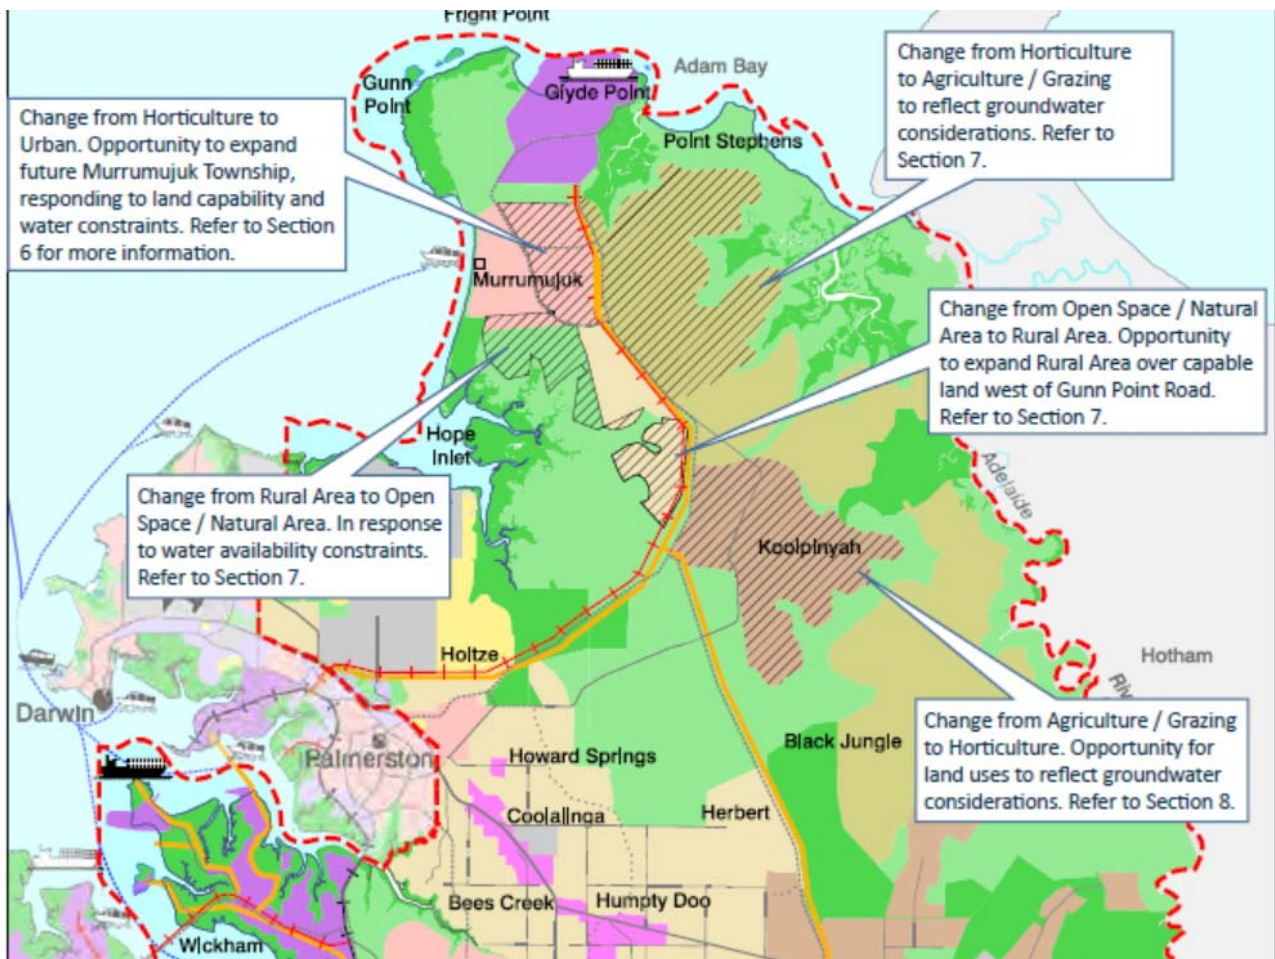 Fright Point
Adam Bay
Gunn
Point
Glyde Point
Point Stephens
Change from Horticulture
to Agriculture / Grazing
to reflect groundwater
considerations. Refer to
Section 7.
Change from Horticulture to
Urban. Opportunity to expand
future Murrumujuk Township,
responding to land capability and
water constraints. Refer to Section
6 for more information.
Murrumujuk
Change from Open Space / Natural
Area to Rural Area. Opportunity
to expand Rural Area over capable
land west of Gunn Point Road.
Refer to Section 7.
Hope
Inlet
Adelaide
Change from Rural Area to Open
Space / Natural Area. In response
to water availability constraints.
Refer to Section 7.
Koolpinyah
Holtze
Hotham
Riv
Darwin
Palmerston
Howard Springs
Black Jungle
Change from Agriculture / Grazing
to Horticulture. Opportunity for
land uses to reflect groundwater
considerations. Refer to Section 8.
Coolalinga
Herbert
Bees Creek
Humpty Doo
Wickham